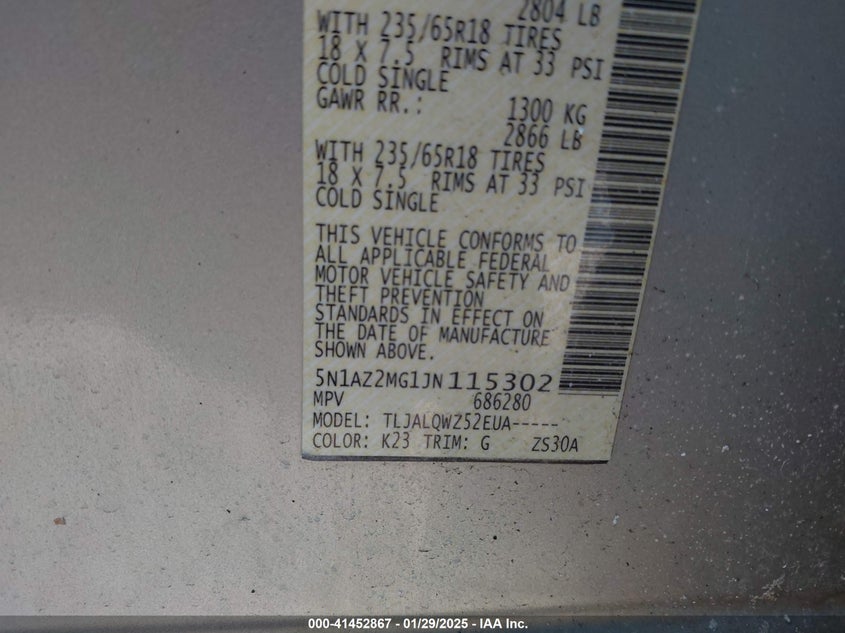 2804 LB
WITH 235/65R18 TIRES
18 X 7.5 RIMS AT 33 PSI
COLD SINGLE
GAWR RR.: 1300 KG
2866 LB
WITH 235/65R18 TIRES
18 X 7.5 RIMS AT 33 PSI
COLD SINGLE
THIS VEHICLE CONFORMS TO
ALL APPLICABLE FEDERAL
MOTOR VEHICLE SAFETY AND
THEFT PREVENTION
STANDARDS IN EFFECT ON
THE DATE OF MANUFACTURE
SHOWN ABOVE.
5N1AZ2MG1JN115302
MPV 686280
MODEL: TLJALQWZ52EUA-----
COLOR: K23 TRIM: G ZS30A
000-41452867 - 01/29/2025 - IAA Inc.